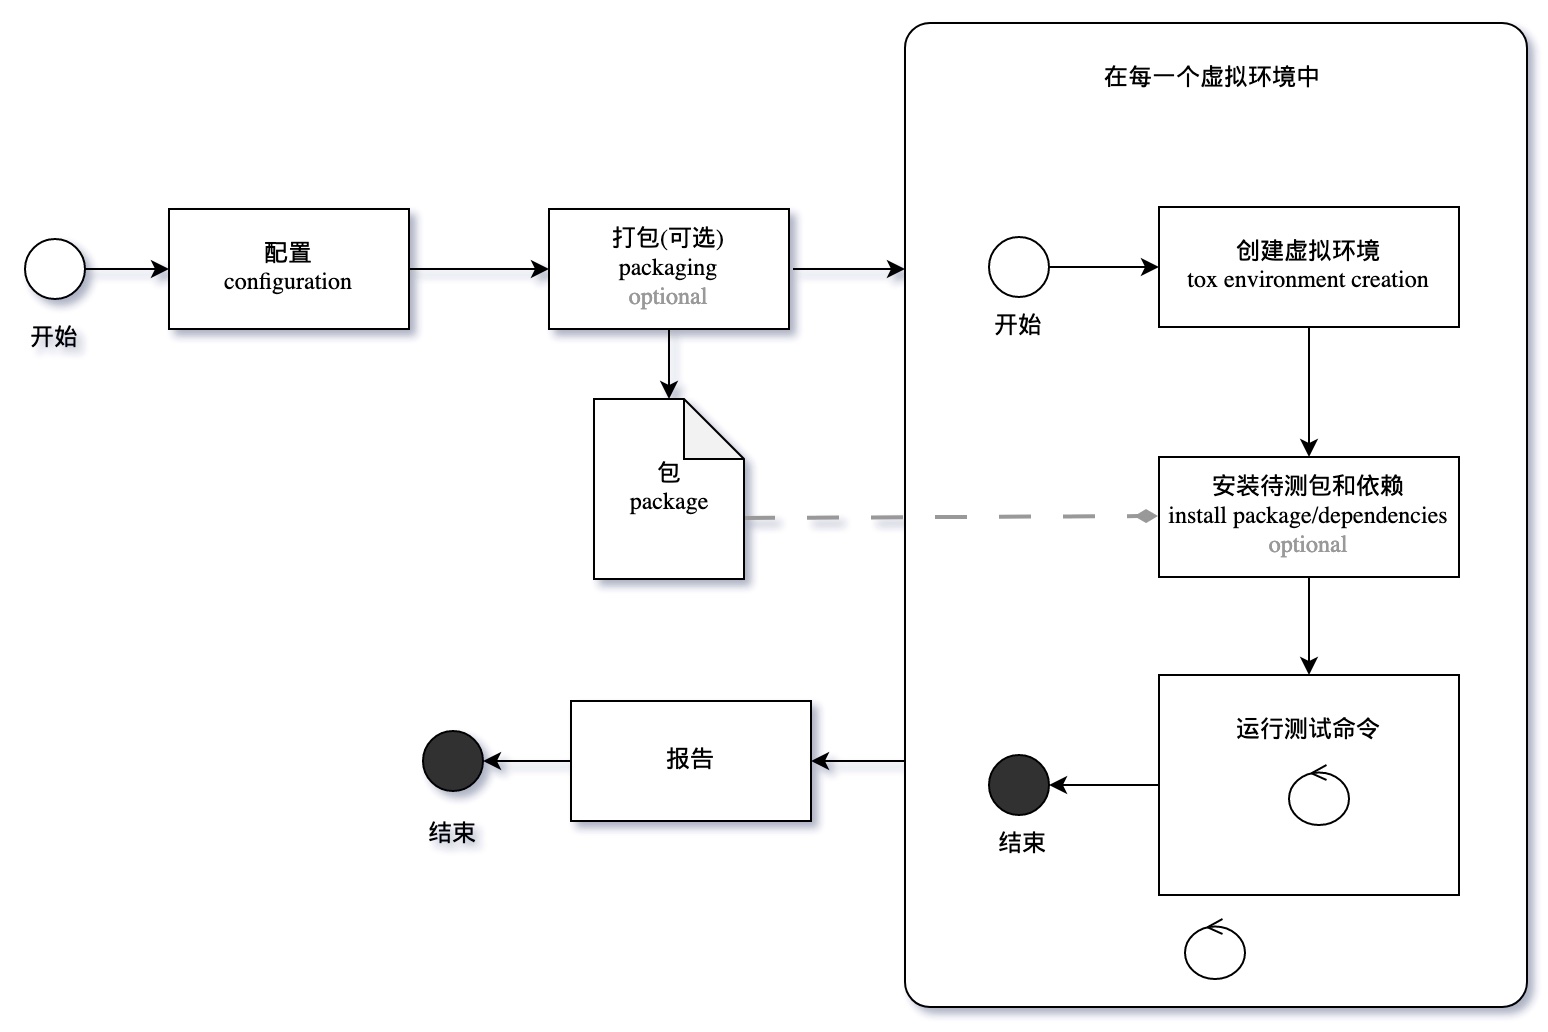 在每一个虚拟环境中
开始
配置
configuration
打包(可选)
packaging
optional
包
package
开始
创建虚拟环境
tox environment creation
安装待测包和依赖
install package/dependencies
optional
运行测试命令
结束
报告
结束